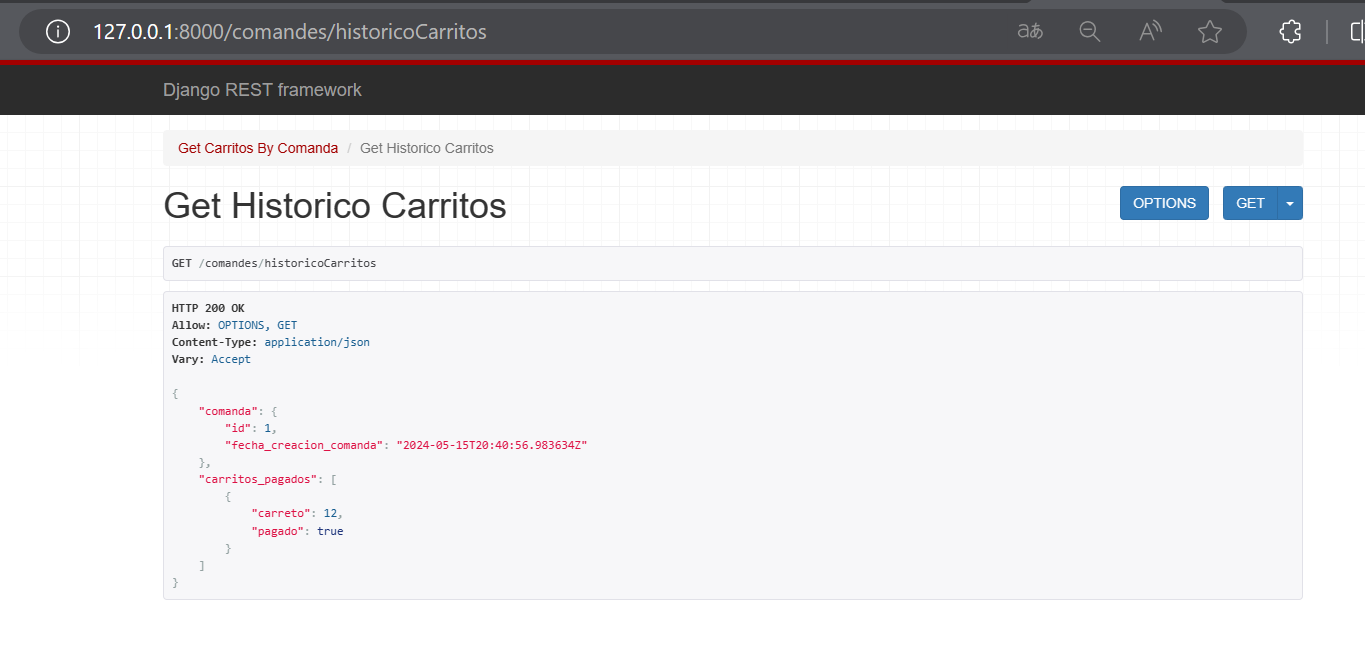 127.0.0.1:8000/comandes/historicoCarritos
aあ
A
Django REST framework
Get Carritos By Comanda / Get Historico Carritos
Get Historico Carritos
OPTIONS
GET
GET /comandes/historicoCarritos
HTTP 200 OK
Allow: OPTIONS, GET
Content-Type: application/json
Vary: Accept
{
    "comanda": {
        "id": 1,
        "fecha_creacion_comanda": "2024-05-15T20:40:56.983634Z"
    },
    "carritos_pagados": [
        {
            "carreto": 12,
            "pagado": true
        }
    ]
}